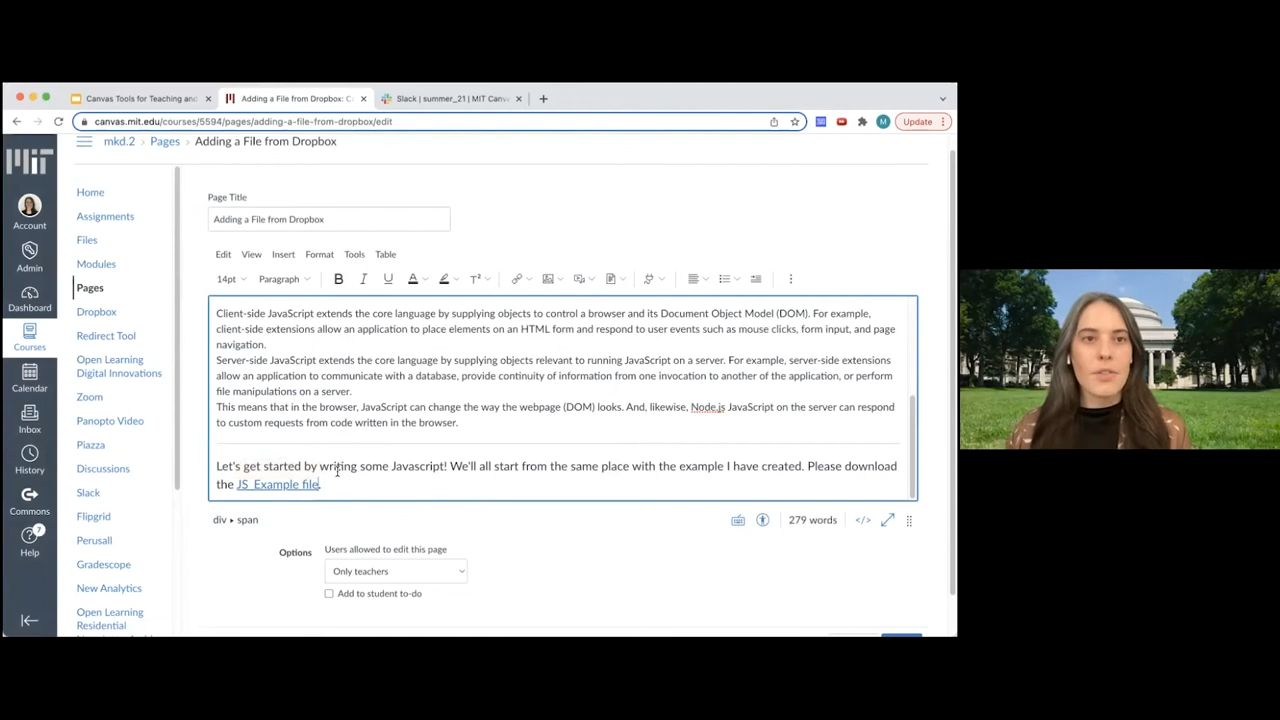 Canvas Tools for Teaching and
Adding a File from Dropbox: C
Slack | summer_21 | MIT Canv
canvas.mit.edu/courses/5594/pages/adding-a-file-from-dropbox/edit
M
Update
MIT
mkd.2 > Pages > Adding a File from Dropbox
Account
Admin
Dashboard
Courses
Calendar
Inbox
History
Commons
7
Help
Home
Assignments
Files
Modules
Pages
Dropbox
Redirect Tool
Open Learning
Digital Innovations
Zoom
Panopto Video
Piazza
Discussions
Slack
Flipgrid
Perusall
Gradescope
New Analytics
Open Learning
Residential
Page Title
Adding a File from Dropbox
Edit View Insert Format Tools Table
14pt Paragraph B I U A T²
Client-side JavaScript extends the core language by supplying objects to control a browser and its Document Object Model (DOM). For example,
client-side extensions allow an application to place elements on an HTML form and respond to user events such as mouse clicks, form input, and page
navigation.
Server-side JavaScript extends the core language by supplying objects relevant to running JavaScript on a server. For example, server-side extensions
allow an application to communicate with a database, provide continuity of information from one invocation to another of the application, or perform
file manipulations on a server.
This means that in the browser, JavaScript can change the way the webpage (DOM) looks. And, likewise, Node.js JavaScript on the server can respond
to custom requests from code written in the browser.
Let's get started by writing some Javascript! We'll all start from the same place with the example I have created. Please download
the JS_Example file.
div ▸ span
279 words </>
Options
Users allowed to edit this page
Only teachers
Add to student to-do